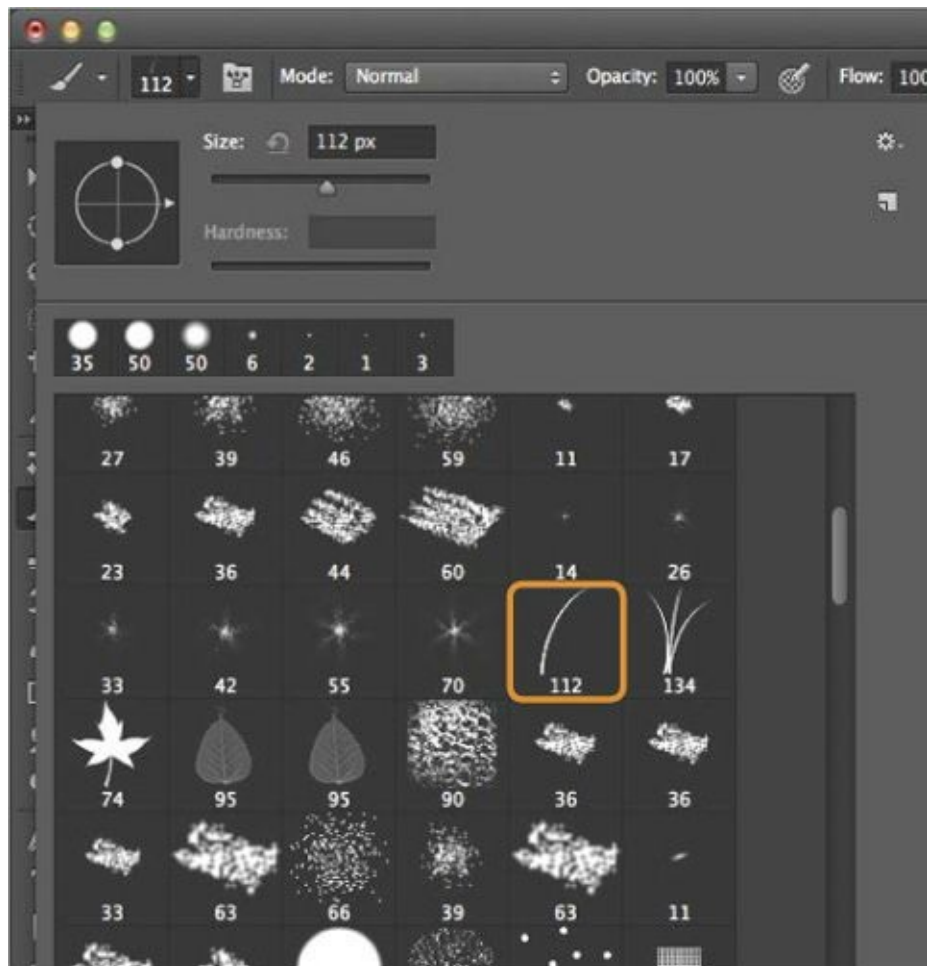 112 Mode: Normal Opacity: 100% Flow: 100
Size: 112 px
Hardness:
35 50 50 6 2 1 3
27 39 46 59 11 17
23 36 44 60 14 26
33 42 55 70 112 134
74 95 95 90 36 36
33 63 66 39 63 11